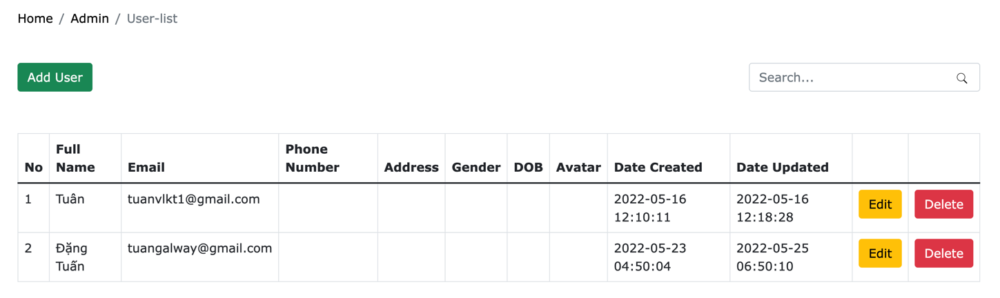 Home / Admin / User-list
Add User
Search...
No Full Name Email Phone Number Address Gender DOB Avatar Date Created Date Updated
1 Tuân tuanvlkt1@gmail.com 2022-05-16 12:10:11 2022-05-16 12:18:28 Edit Delete
2 Đặng Tuấn tuangalway@gmail.com 2022-05-23 04:50:04 2022-05-25 06:50:10 Edit Delete